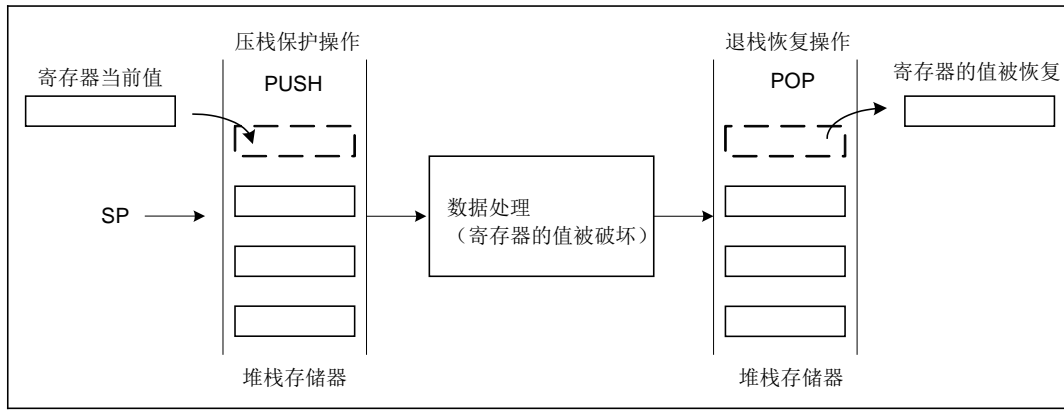 压栈保护操作
退栈恢复操作
寄存器当前值
PUSH
POP
寄存器的值被恢复
SP
数据处理
（寄存器的值被破坏）
堆栈存储器
堆栈存储器